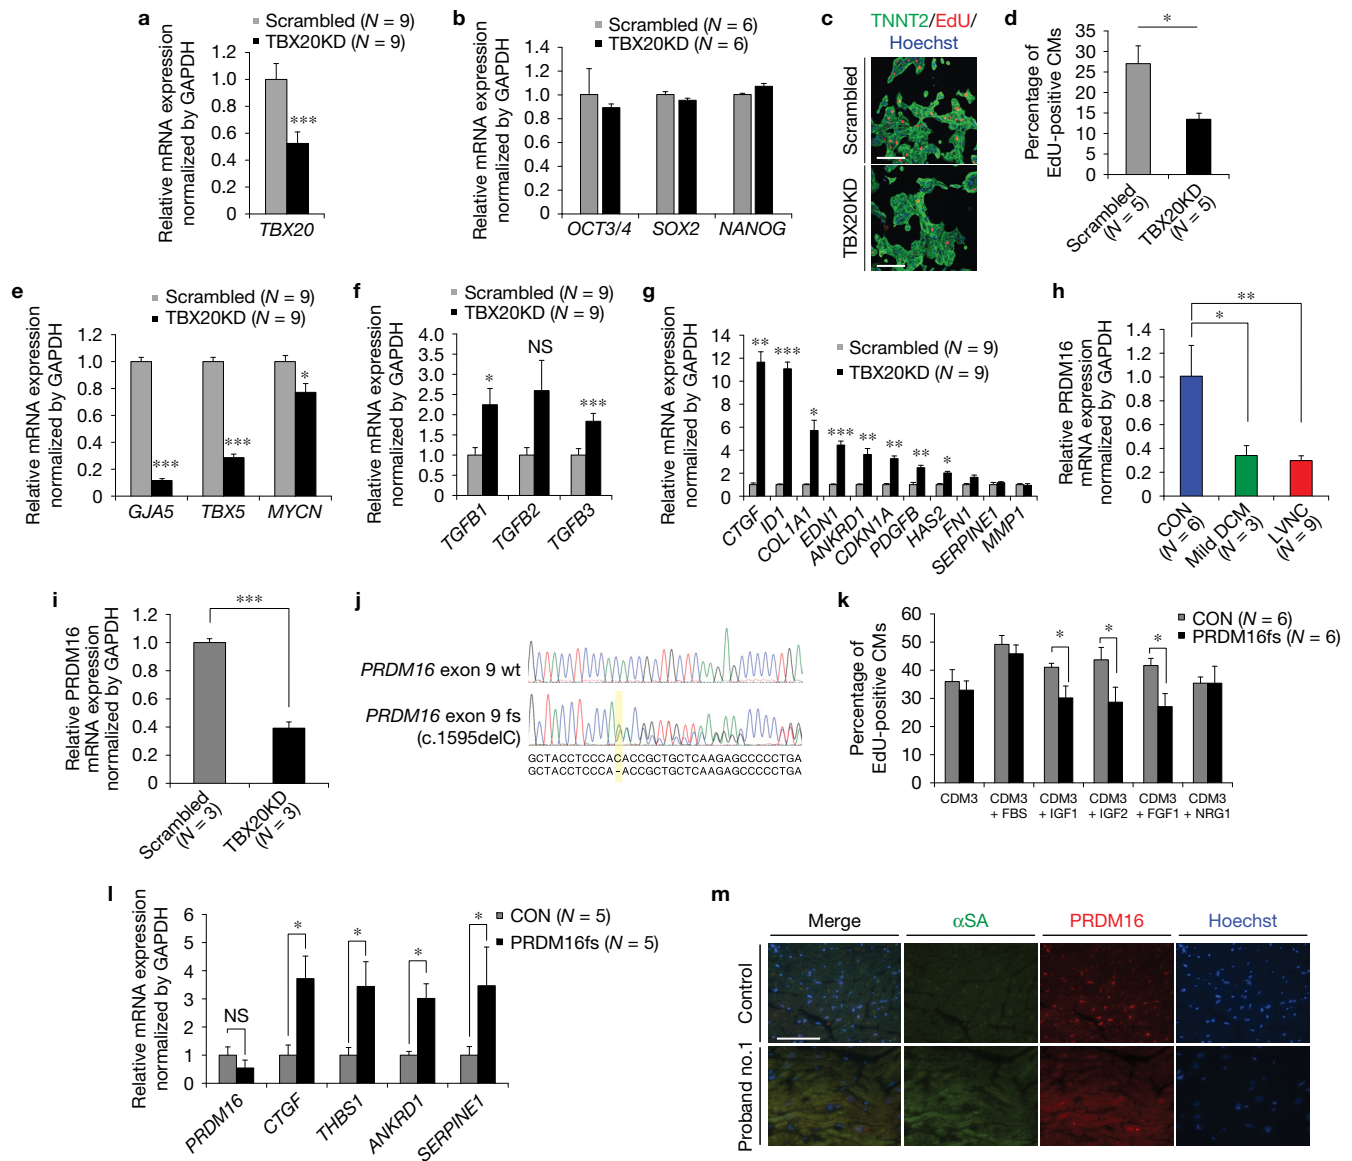 a
Scrambled (N = 9)
TBX20KD (N = 9)
Relative mRNA expression
normalized by GAPDH
1.2
1.0
0.8
0.6
0.4
0.2
0
***
TBX20
b
Scrambled (N = 6)
TBX20KD (N = 6)
Relative mRNA expression
normalized by GAPDH
1.4
1.2
1.0
0.8
0.6
0.4
0.2
0
OCT3/4 SOX2 NANOG
c
TNNT2/EdU/
Hoechst
Scrambled
TBX20KD
d
Percentage of
EdU-positive CMs
35
30
25
20
15
10
5
0
*
Scrambled
(N = 5)
TBX20KD
(N = 5)
e
Scrambled (N = 9)
TBX20KD (N = 9)
Relative mRNA expression
normalized by GAPDH
1.2
1.0
0.8
0.6
0.4
0.2
0
*** *** *
GJA5 TBX5 MYCN
f
Scrambled (N = 9)
TBX20KD (N = 9)
Relative mRNA expression
normalized by GAPDH
4.0
3.5
3.0
2.5
2.0
1.5
1.0
0.5
0
* NS ***
TGFB1 TGFB2 TGFB3
g
Relative mRNA expression
normalized by GAPDH
14
12
10
8
6
4
2
0
** *** * *** ** ** ** *
Scrambled (N = 9)
TBX20KD (N = 9)
CTGF ID1 COL1A1 EDN1 ANKRD1 CDKN1A PDGFB HAS2 FN1 SERPINE1 MMP1
h
Relative PRDM16
mRNA expression
normalized by GAPDH
1.4
1.2
1.0
0.8
0.6
0.4
0.2
0
**
*
CON
(N = 6)
Mild DCM
(N = 3)
LVNC
(N = 9)
i
Relative PRDM16
mRNA expression
normalized by GAPDH
1.2
1.0
0.8
0.6
0.4
0.2
0
***
Scrambled
(N = 3)
TBX20KD
(N = 3)
j
PRDM16 exon 9 wt
PRDM16 exon 9 fs
(c.1595delC)
GCTACCTCCCACACCGCTGCTCAAGAGCCCCCTGA
GCTACCTCCCA-ACCGCTGCTCAAGAGCCCCCTGA
k
CON (N = 6)
PRDM16fs (N = 6)
Percentage of
EdU-positive CMs
60
50
40
30
20
10
0
* * *
CDM3
CDM3
+ FBS
CDM3
+ IGF1
CDM3
+ IGF2
CDM3
+ FGF1
CDM3
+ NRG1
l
CON (N = 5)
PRDM16fs (N = 5)
Relative mRNA expression
normalized by GAPDH
6
5
4
3
2
1
0
NS * * * *
PRDM16 CTGF THBS1 ANKRD1 SERPINE1
m
Merge αSA PRDM16 Hoechst
Control
Proband no.1